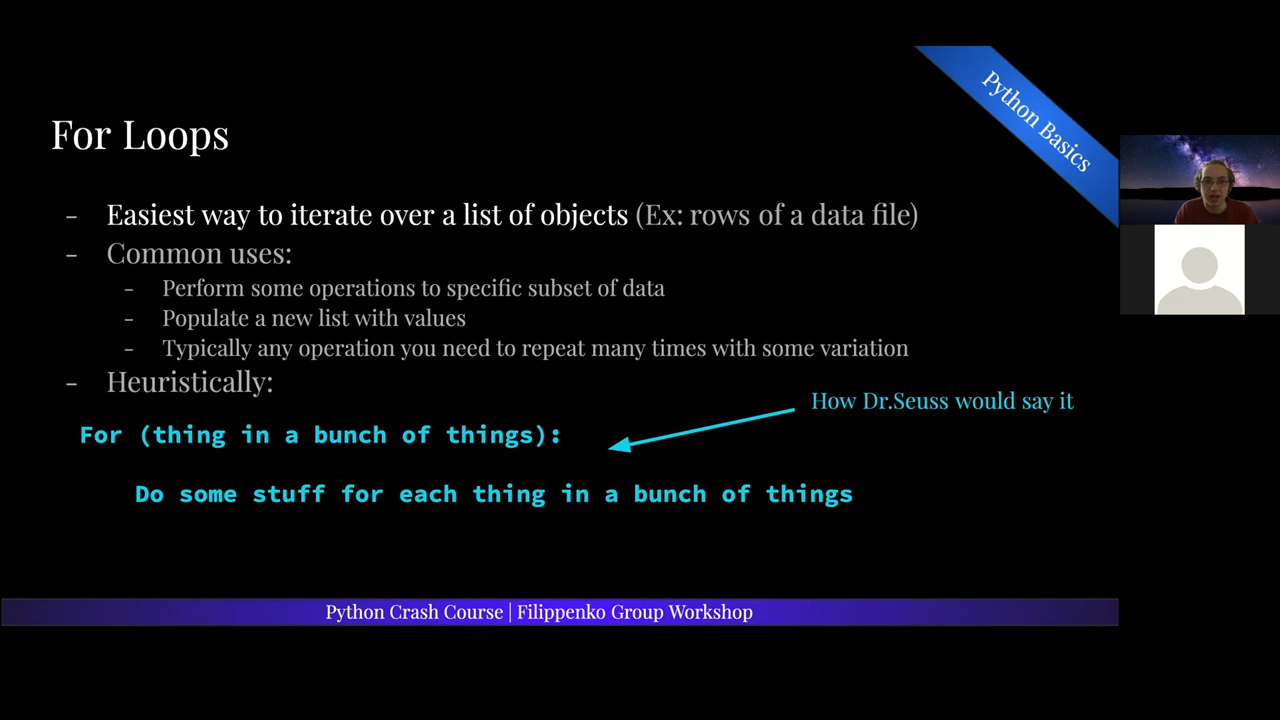 Python Basics
For Loops
- Easiest way to iterate over a list of objects (Ex: rows of a data file)
- Common uses:
- Perform some operations to specific subset of data
- Populate a new list with values
- Typically any operation you need to repeat many times with some variation
- Heuristically:
How Dr.Seuss would say it
For (thing in a bunch of things):
Do some stuff for each thing in a bunch of things
Python Crash Course | Filippenko Group Workshop